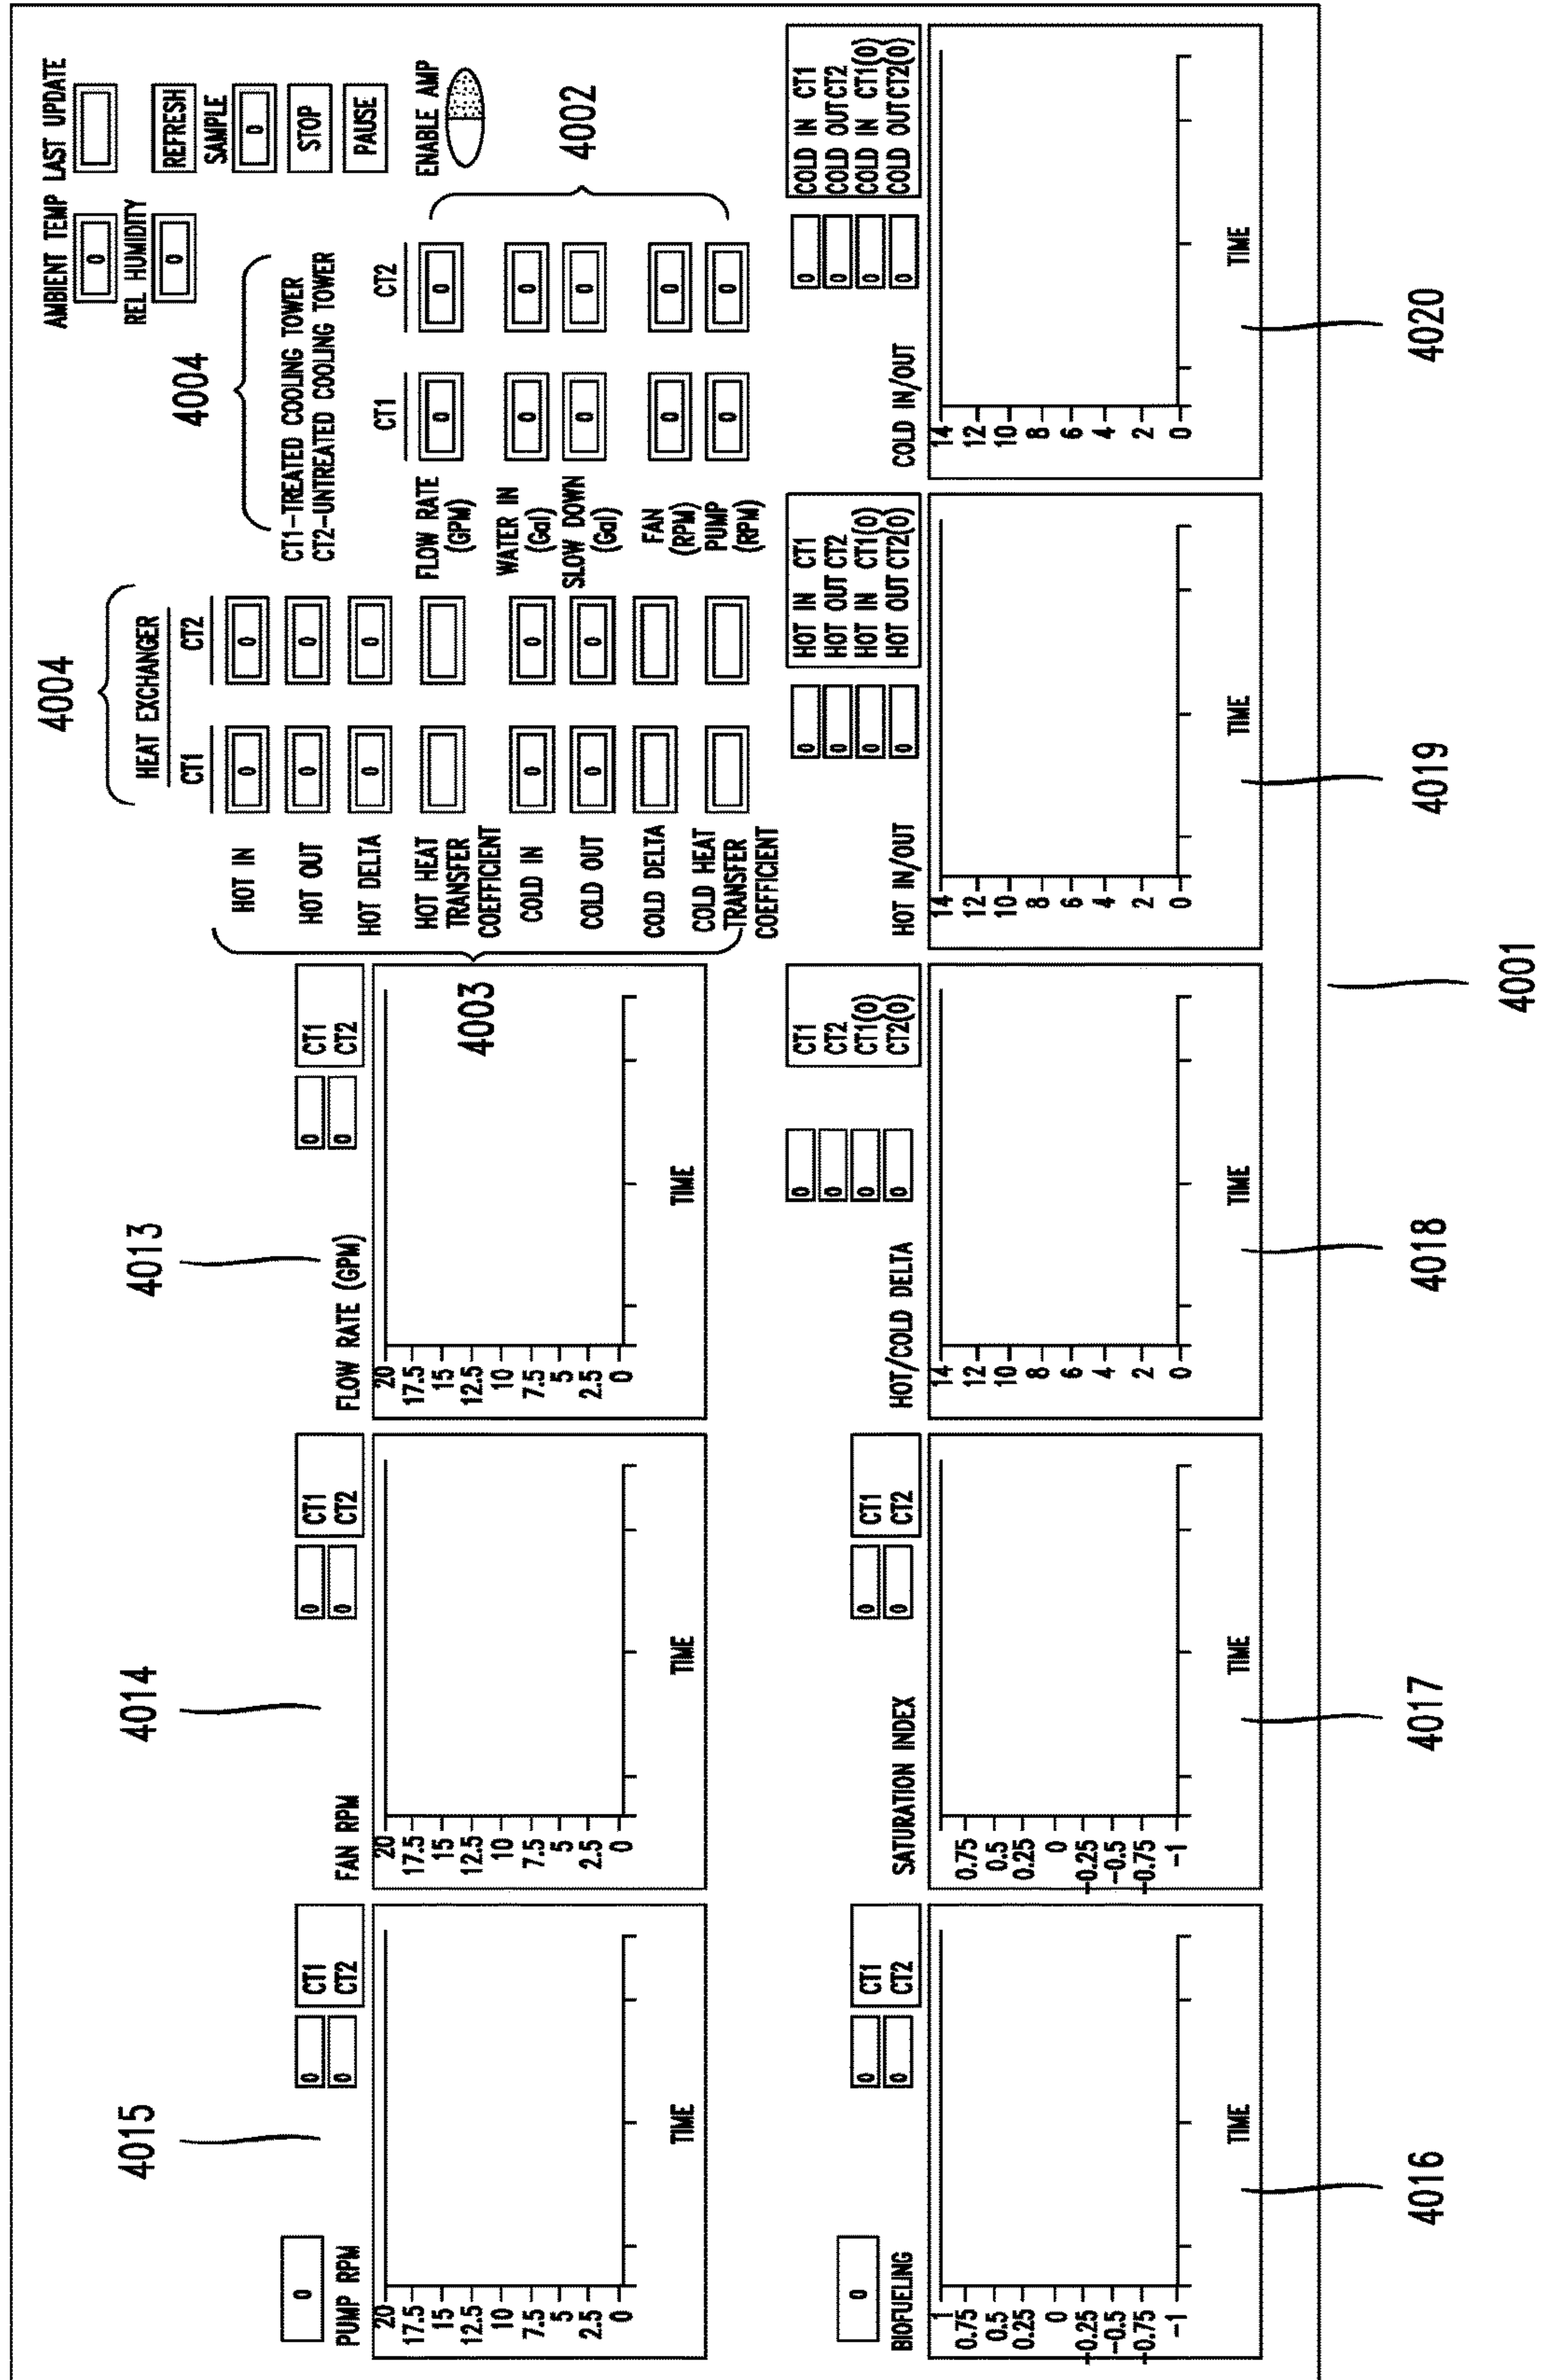 4015
0
PUMP RPM
0
0
CT1
CT2
20
17.5
15
12.5
10
7.5
5
2.5
0
TIME
4014
FAN RPM
0
0
CT1
CT2
20
17.5
15
12.5
10
7.5
5
2.5
0
TIME
4013
FLOW RATE (GPM)
0
0
CT1
CT2
20
17.5
15
12.5
10
7.5
5
2.5
0
TIME
4003
4004
HEAT EXCHANGER
CT1 CT2
HOT IN 0 0
HOT OUT 0 0
HOT DELTA 0 0
HOT HEAT
TRANSFER
COEFFICIENT
COLD IN 0 0
COLD OUT 0 0
COLD DELTA
COLD HEAT
TRANSFER
COEFFICIENT
4004
CT1-TREATED COOLING TOWER
CT2-UNTREATED COOLING TOWER
CT1 CT2
FLOW RATE 0 0
(GPM)
WATER IN 0 0
(Gal)
SLOW DOWN 0 0
(Gal)
FAN 0 0
(RPM)
PUMP 0 0
(RPM)
4002
AMBIENT TEMP LAST UPDATE
0
REL HUMIDITY
0
REFRESH
SAMPLE
0
STOP
PAUSE
ENABLE AMP
0
BIOFUELING
0
0
CT1
CT2
1
0.75
0.5
0.25
0
-0.25
-0.5
-0.75
-1
TIME
4016
SATURATION INDEX
0
0
CT1
CT2
0.75
0.5
0.25
0
-0.25
-0.5
-0.75
-1
TIME
4017
HOT/COLD DELTA
0
0
0
0
CT1
CT2
CT1(0)
CT2(0)
14
12
10
8
6
4
2
0
TIME
4018
HOT IN/OUT
0
0
0
0
HOT IN CT1
HOT OUT CT2
HOT IN CT1(0)
HOT OUT CT2(0)
14
12
10
8
6
4
2
0
TIME
4019
COLD IN/OUT
0
0
0
0
COLD IN CT1
COLD OUT CT2
COLD IN CT1(0)
COLD OUT CT2(0)
14
12
10
8
6
4
2
0
TIME
4020
4001